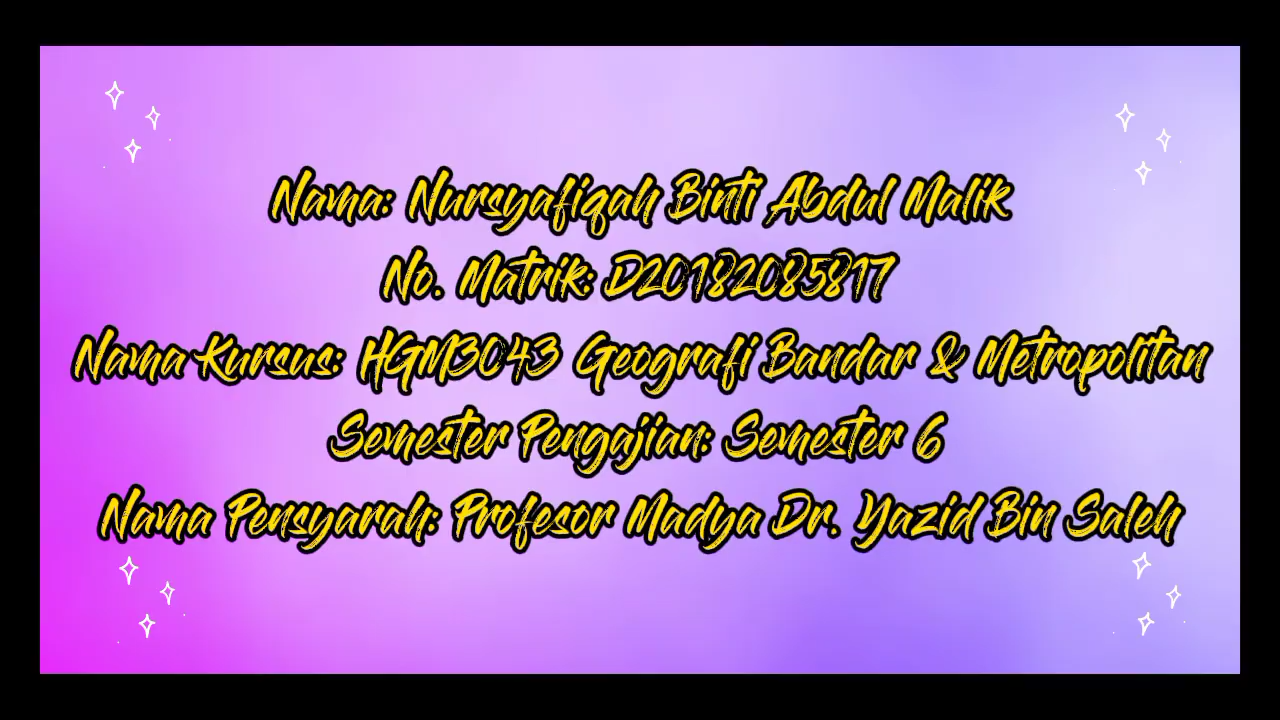 Nama: Nursyafiqah Binti Abdul Malik
No. Matrik: D20182085817
Nama Kursus: HGM3043 Geografi Bandar & Metropolitan
Semester Pengajian: Semester 6
Nama Pensyarah: Profesor Madya Dr. Yazid Bin Saleh